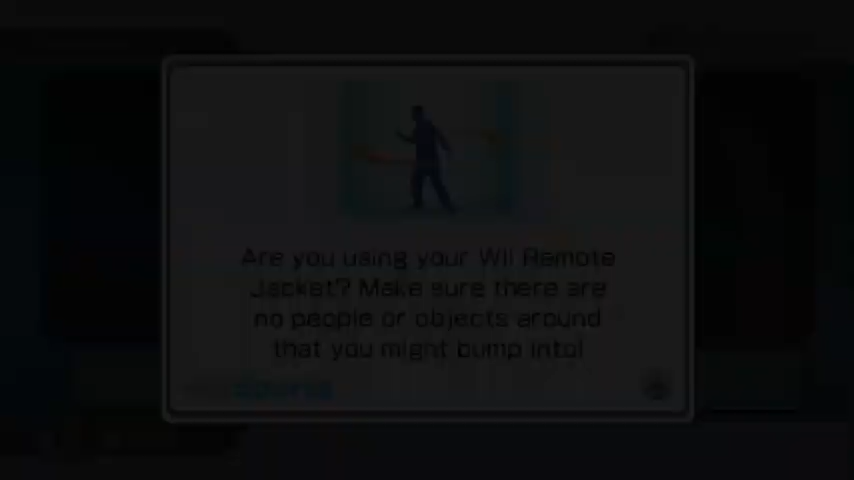 Are you using your Wii Remote
Jacket? Make sure there are
no people or objects around
that you might bump into!
Sports